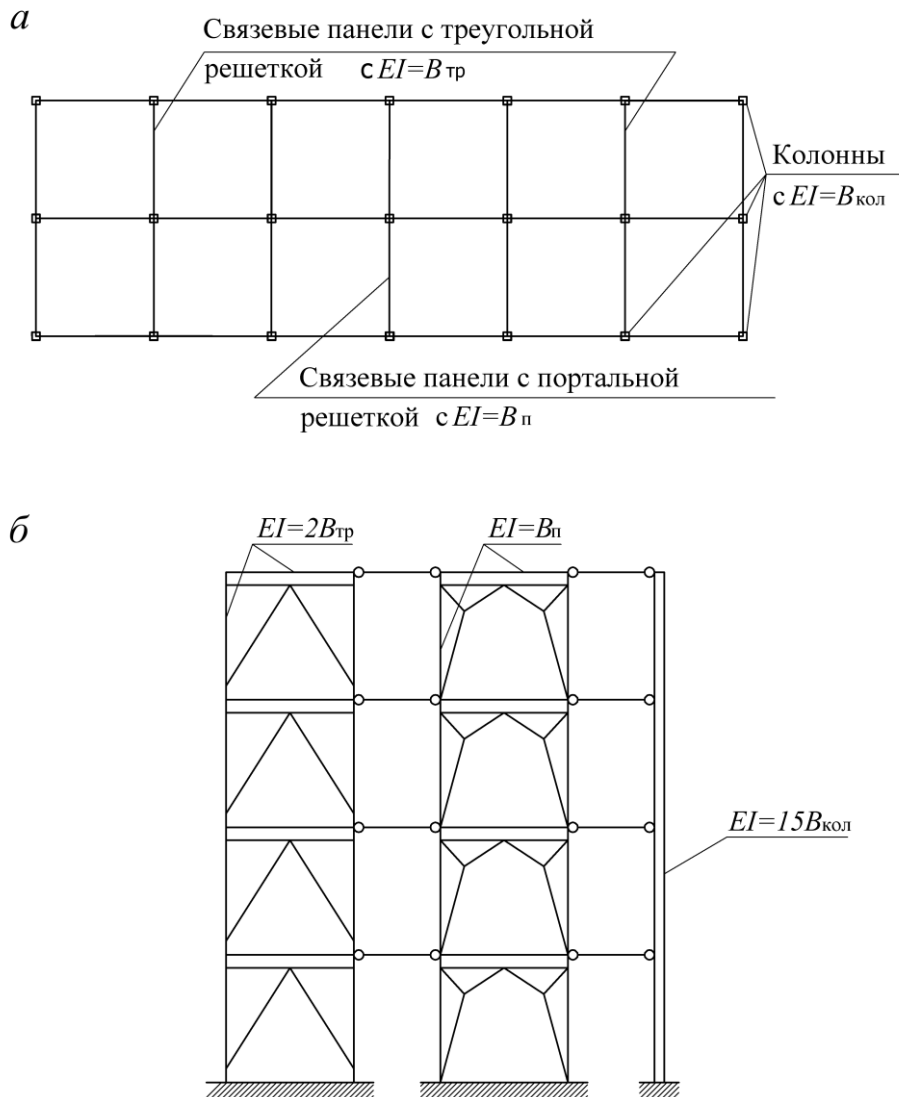 а
Связевые панели с треугольной
решеткой с EI=Bтр
Колонны
с EI=Bкол
Связевые панели с портальной
решеткой с EI=Bп
б
EI=2Bтр
EI=Bп
EI=15Bкол